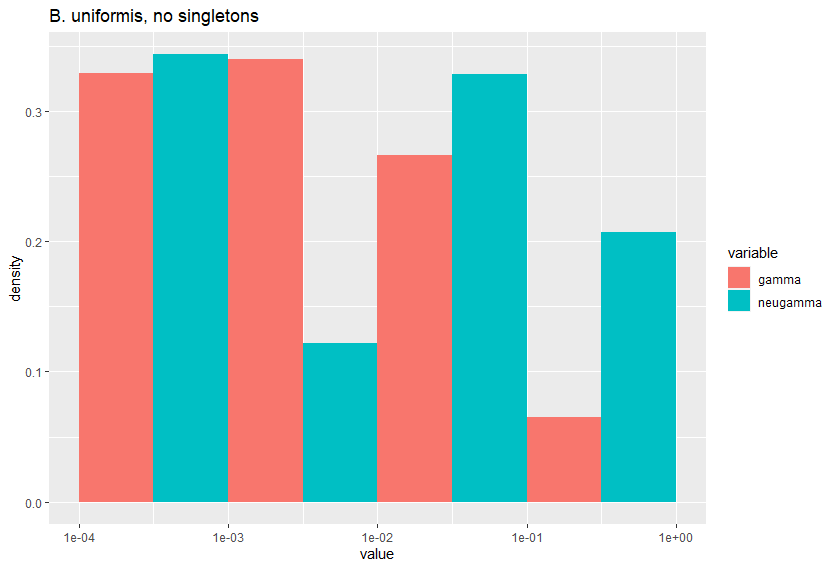 B. uniformis, no singletons
density
0.3
0.2
0.1
0.0
1e-04 1e-03 1e-02 1e-01 1e+00
value
variable
gamma
neugamma